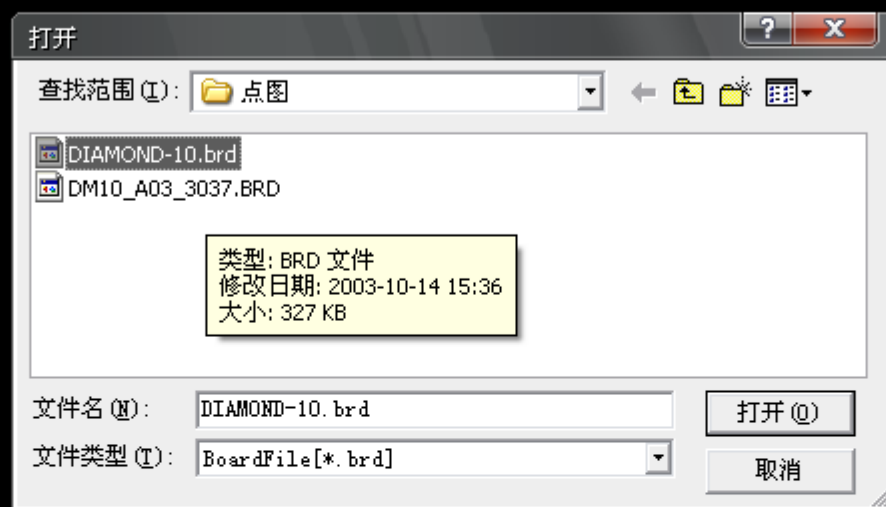 打开
查找范围(I): 点图
DIAMOND-10.brd
DM10_A03_3037.BRD
类型: BRD 文件
修改日期: 2003-10-14 15:36
大小: 327 KB
文件名(N): DIAMOND-10.brd 打开(O)
文件类型(T): BoardFile[*.brd] 取消